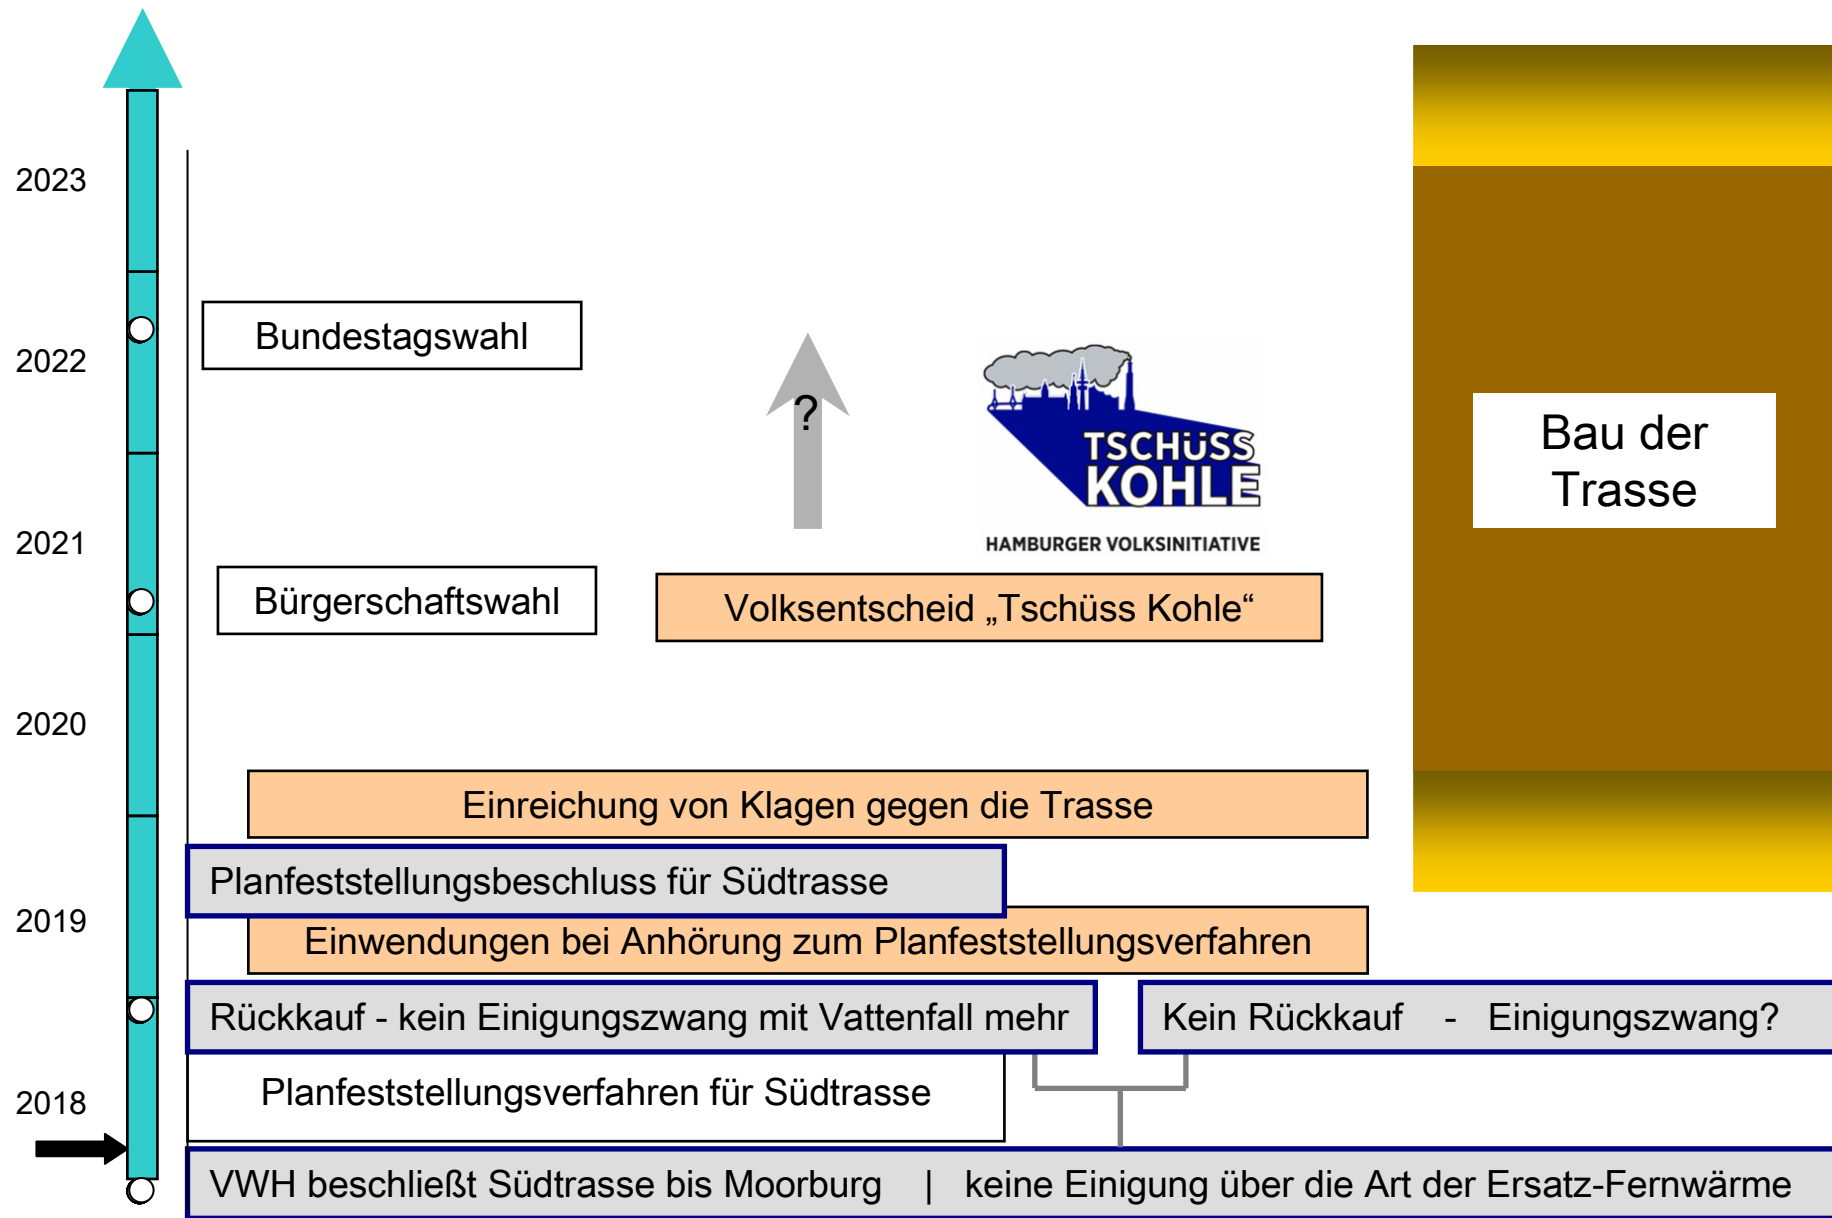 2023
Bundestagswahl
2022
?
TSCHÜSS
KOHLE
HAMBURGER VOLKSINITIATIVE
Bau der
Trasse
2021
Bürgerschaftswahl
Volksentscheid „Tschüss Kohle“
2020
Einreichung von Klagen gegen die Trasse
Planfeststellungsbeschluss für Südtrasse
2019
Einwendungen bei Anhörung zum Planfeststellungsverfahren
Rückkauf - kein Einigungszwang mit Vattenfall mehr
Kein Rückkauf - Einigungszwang?
2018
Planfeststellungsverfahren für Südtrasse
VWH beschließt Südtrasse bis Moorburg | keine Einigung über die Art der Ersatz-Fernwärme